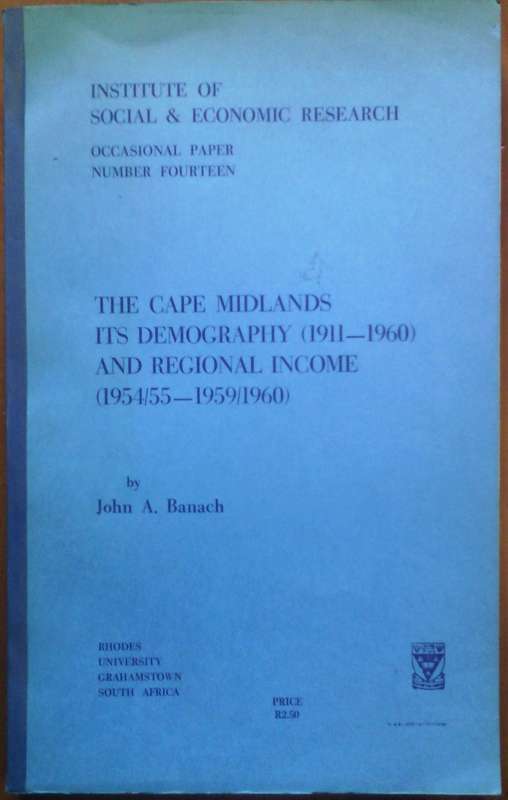 INSTITUTE OF
SOCIAL & ECONOMIC RESEARCH
OCCASIONAL PAPER
NUMBER FOURTEEN
THE CAPE MIDLANDS
ITS DEMOGRAPHY (1911—1960)
AND REGIONAL INCOME
(1954/55—1959/1960)
by
John A. Banach
RHODES
UNIVERSITY
GRAHAMSTOWN
SOUTH AFRICA
PRICE
R2.50